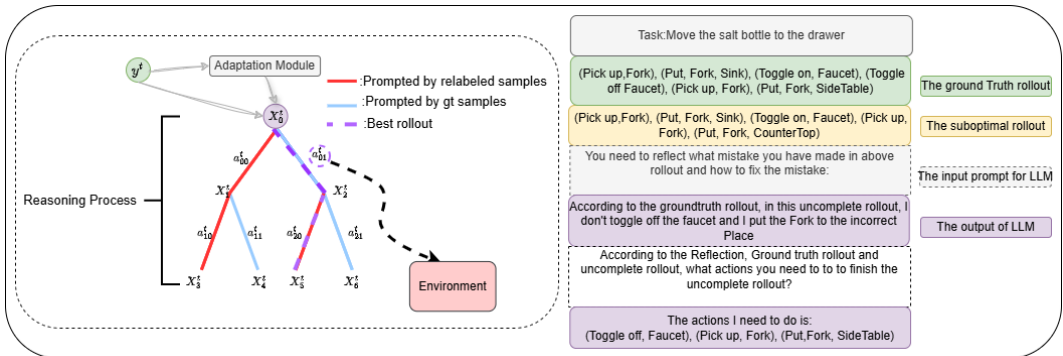 y^t
Adaptation Module
:Prompted by relabeled samples
:Prompted by gt samples
:Best rollout
X_0^t
a_00^t
a_01^t
Reasoning Process
X_1^t
X_2^t
a_10^t
a_11^t
a_20^t
a_21^t
X_3^t
X_4^t
X_5^t
X_6^t
Environment
Task:Move the salt bottle to the drawer
(Pick up,Fork), (Put, Fork, Sink), (Toggle on, Faucet), (Toggle
off Faucet), (Pick up, Fork), (Put, Fork, SideTable)
The ground Truth rollout
(Pick up,Fork), (Put, Fork, Sink), (Toggle on, Faucet), (Pick up,
Fork), (Put, Fork, CounterTop)
The suboptimal rollout
You need to reflect what mistake you have made in above
rollout and how to fix the mistake:
The input prompt for LLM
According to the groundtruth rollout, in this uncomplete rollout, I
don't toggle off the faucet and I put the Fork to the incorrect
Place
The output of LLM
According to the Reflection, Ground truth rollout and
uncomplete rollout, what actions you need to to to finish the
uncomplete rollout?
The actions I need to do is:
(Toggle off, Faucet), (Pick up, Fork), (Put,Fork, SideTable)